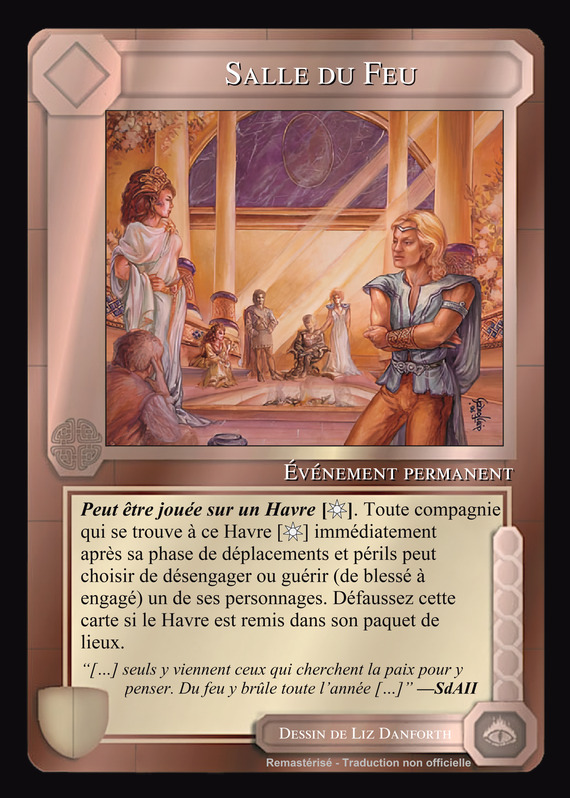 Salle du Feu
Événement permanent
Peut être jouée sur un Havre [☼]. Toute compagnie
qui se trouve à ce Havre [☼] immédiatement
après sa phase de déplacements et périls peut
choisir de désengager ou guérir (de blessé à
engagé) un de ses personnages. Défaussez cette
carte si le Havre est remis dans son paquet de
lieux.
“[…] seuls y viennent ceux qui cherchent la paix pour y
penser. Du feu y brûle toute l’année […]” —SdAII
Dessin de Liz Danforth
Remastérisé - Traduction non officielle